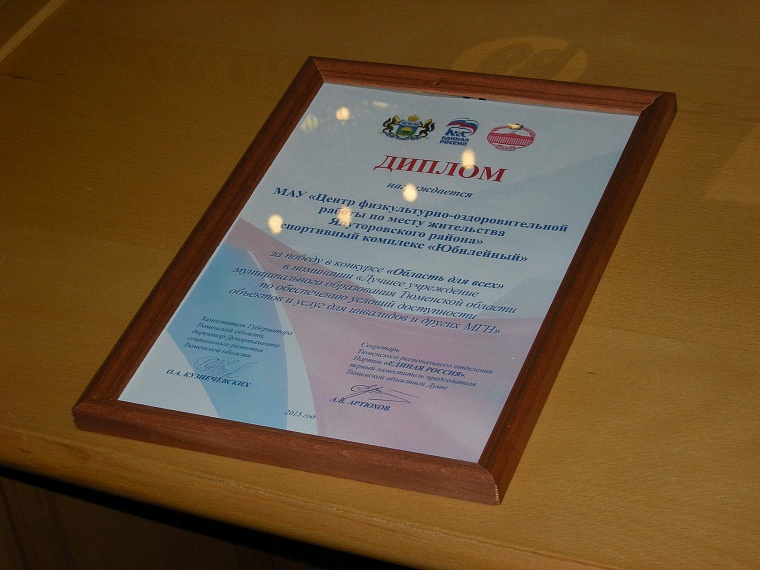 ЕДИНАЯ
РОССИЯ
ДИПЛОМ
награждается
МАУ «Центр физкультурно-оздоровительной
работы по месту жительства
Ялуторовского района»
спортивный комплекс «Юбилейный»
за победу в конкурсе «Область для всех»
в номинации «Лучшее учреждение
муниципального образования Тюменской области
по обеспечению условий доступности
объектов и услуг для инвалидов и других МГН»
Заместитель Губернатора
Тюменской области,
директор Департамента
социального развития
Тюменской области
О.А. КУЗНЕЧЕВСКИХ
Секретарь
Тюменского регионального отделения
Партии «ЕДИНАЯ РОССИЯ»,
первый заместитель председателя
Тюменской областной Думы
А.В. АРТЮХОВ
2015 год